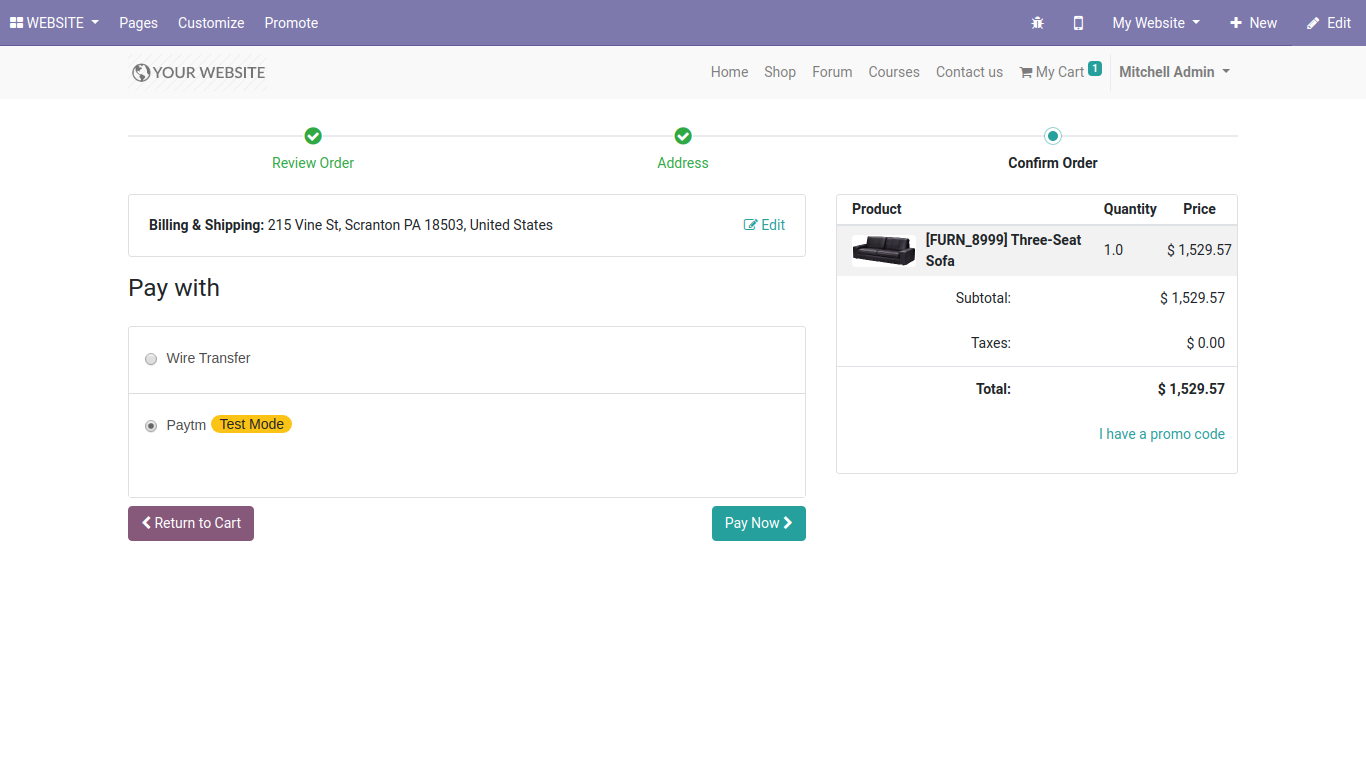 WEBSITE Pages Customize Promote My Website New Edit
YOUR WEBSITE Home Shop Forum Courses Contact us My Cart 1 Mitchell Admin
Review Order Address Confirm Order
Billing & Shipping: 215 Vine St, Scranton PA 18503, United States Edit
Pay with
Wire Transfer
Paytm Test Mode
Return to Cart Pay Now
Product Quantity Price
[FURN_8999] Three-Seat
Sofa 1.0 $ 1,529.57
Subtotal: $ 1,529.57
Taxes: $ 0.00
Total: $ 1,529.57
I have a promo code